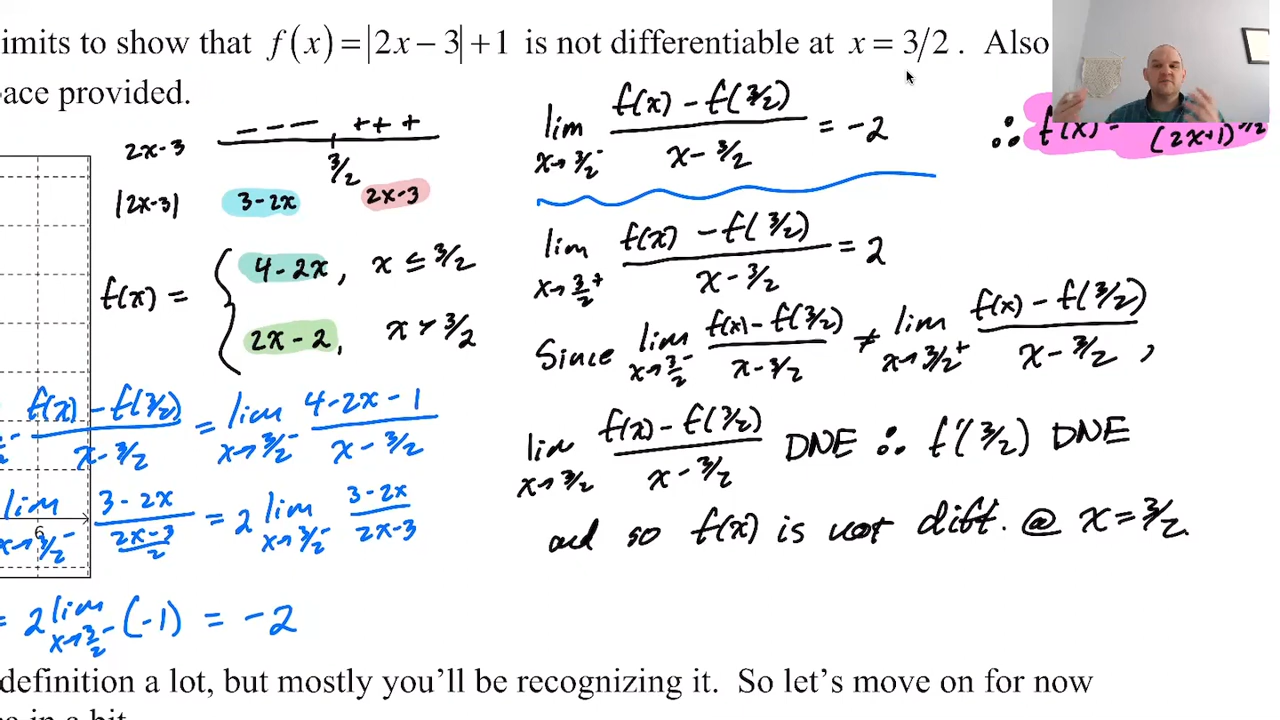 imits to show that f(x) = |2x − 3| + 1 is not differentiable at x = 3/2. Also
ace provided.
2x-3 --- +++
3/2
|2x-3| 3-2x 2x-3
f(x) = { 4-2x, x ≤ 3/2
2x-2, x > 3/2
f(x) - f(3/2) / x - 3/2 = lim x→3/2⁻ 4-2x-1 / x - 3/2
lim x→3/2⁻ 3-2x / (2x-3 / 2) = 2 lim x→3/2⁻ 3-2x / 2x-3
6
= 2 lim x→3/2⁻ (-1) = -2
lim x→3/2⁻ f(x) - f(3/2) / x - 3/2 = -2
lim x→3/2⁺ f(x) - f(3/2) / x - 3/2 = 2
Since lim x→3/2⁻ f(x) - f(3/2) / x - 3/2 ≠ lim x→3/2⁺ f(x) - f(3/2) / x - 3/2 ,
lim x→3/2 f(x) - f(3/2) / x - 3/2 DNE ∴ f'(3/2) DNE
and so f(x) is not diff. @ x = 3/2.
∴ (2x+1)
definition a lot, but mostly you'll be recognizing it. So let's move on for now